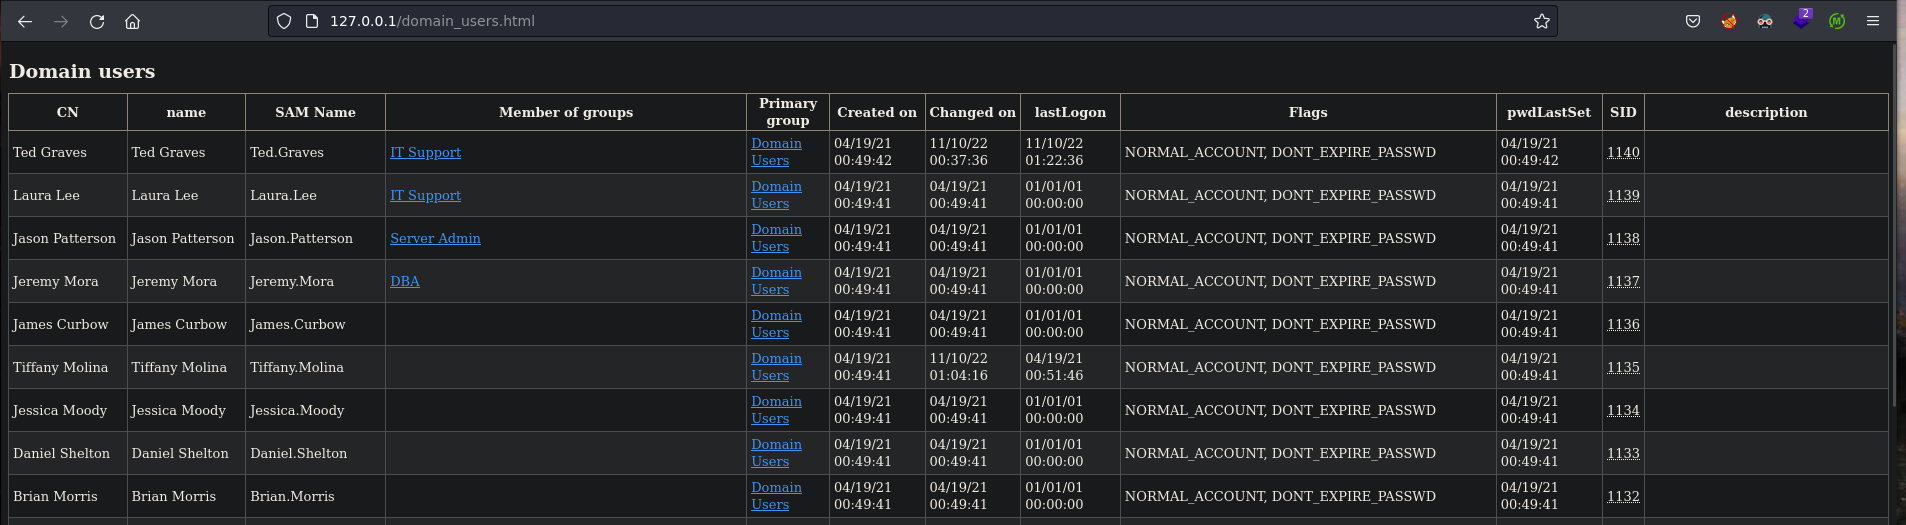 127.0.0.1/domain_users.html
2
Domain users
CN name SAM Name Member of groups Primary group Created on Changed on lastLogon Flags pwdLastSet SID description
Ted Graves Ted Graves Ted.Graves IT Support Domain Users 04/19/21 00:49:42 11/10/22 00:37:36 11/10/22 01:22:36 NORMAL_ACCOUNT, DONT_EXPIRE_PASSWD 04/19/21 00:49:42 1140
Laura Lee Laura Lee Laura.Lee IT Support Domain Users 04/19/21 00:49:41 04/19/21 00:49:41 01/01/01 00:00:00 NORMAL_ACCOUNT, DONT_EXPIRE_PASSWD 04/19/21 00:49:41 1139
Jason Patterson Jason Patterson Jason.Patterson Server Admin Domain Users 04/19/21 00:49:41 04/19/21 00:49:41 01/01/01 00:00:00 NORMAL_ACCOUNT, DONT_EXPIRE_PASSWD 04/19/21 00:49:41 1138
Jeremy Mora Jeremy Mora Jeremy.Mora DBA Domain Users 04/19/21 00:49:41 04/19/21 00:49:41 01/01/01 00:00:00 NORMAL_ACCOUNT, DONT_EXPIRE_PASSWD 04/19/21 00:49:41 1137
James Curbow James Curbow James.Curbow Domain Users 04/19/21 00:49:41 04/19/21 00:49:41 01/01/01 00:00:00 NORMAL_ACCOUNT, DONT_EXPIRE_PASSWD 04/19/21 00:49:41 1136
Tiffany Molina Tiffany Molina Tiffany.Molina Domain Users 04/19/21 00:49:41 11/10/22 01:04:16 04/19/21 00:51:46 NORMAL_ACCOUNT, DONT_EXPIRE_PASSWD 04/19/21 00:49:41 1135
Jessica Moody Jessica Moody Jessica.Moody Domain Users 04/19/21 00:49:41 04/19/21 00:49:41 01/01/01 00:00:00 NORMAL_ACCOUNT, DONT_EXPIRE_PASSWD 04/19/21 00:49:41 1134
Daniel Shelton Daniel Shelton Daniel.Shelton Domain Users 04/19/21 00:49:41 04/19/21 00:49:41 01/01/01 00:00:00 NORMAL_ACCOUNT, DONT_EXPIRE_PASSWD 04/19/21 00:49:41 1133
Brian Morris Brian Morris Brian.Morris Domain Users 04/19/21 00:49:41 04/19/21 00:49:41 01/01/01 00:00:00 NORMAL_ACCOUNT, DONT_EXPIRE_PASSWD 04/19/21 00:49:41 1132